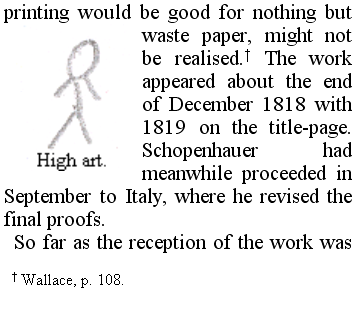 printing would be good for nothing but
waste paper, might not
be realised.† The work
appeared about the end
of December 1818 with
1819 on the title-page.
Schopenhauer had
meanwhile proceeded in
September to Italy, where he revised the
final proofs.
So far as the reception of the work was
High art.
† Wallace, p. 108.